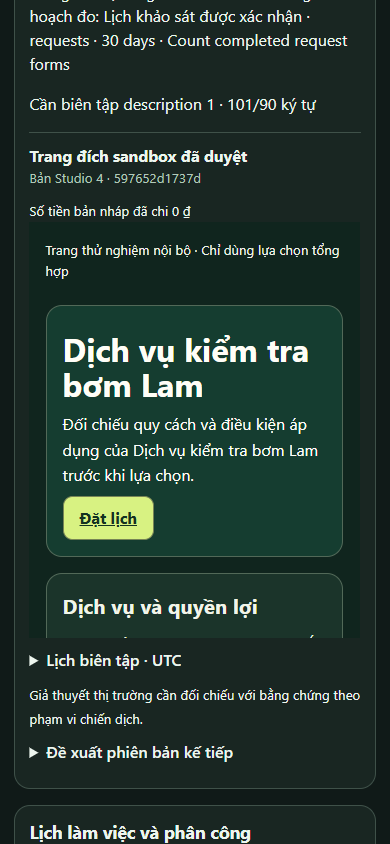 hoạch đo: Lịch khảo sát được xác nhận ·
requests · 30 days · Count completed request
forms
Cần biên tập description 1 · 101/90 ký tự
Trang đích sandbox đã duyệt
Bản Studio 4 · 597652d1737d
Số tiền bản nháp đã chi 0 ₫
Trang thử nghiệm nội bộ · Chỉ dùng lựa chọn tổng
hợp
Dịch vụ kiểm tra
bơm Lam
Đối chiếu quy cách và điều kiện áp
dụng của Dịch vụ kiểm tra bơm Lam
trước khi lựa chọn.
Đặt lịch
Dịch vụ và quyền lợi
Lịch biên tập · UTC
Giả thuyết thị trường cần đối chiếu với bằng chứng theo
phạm vi chiến dịch.
Đề xuất phiên bản kế tiếp
Lịch làm việc và phân công